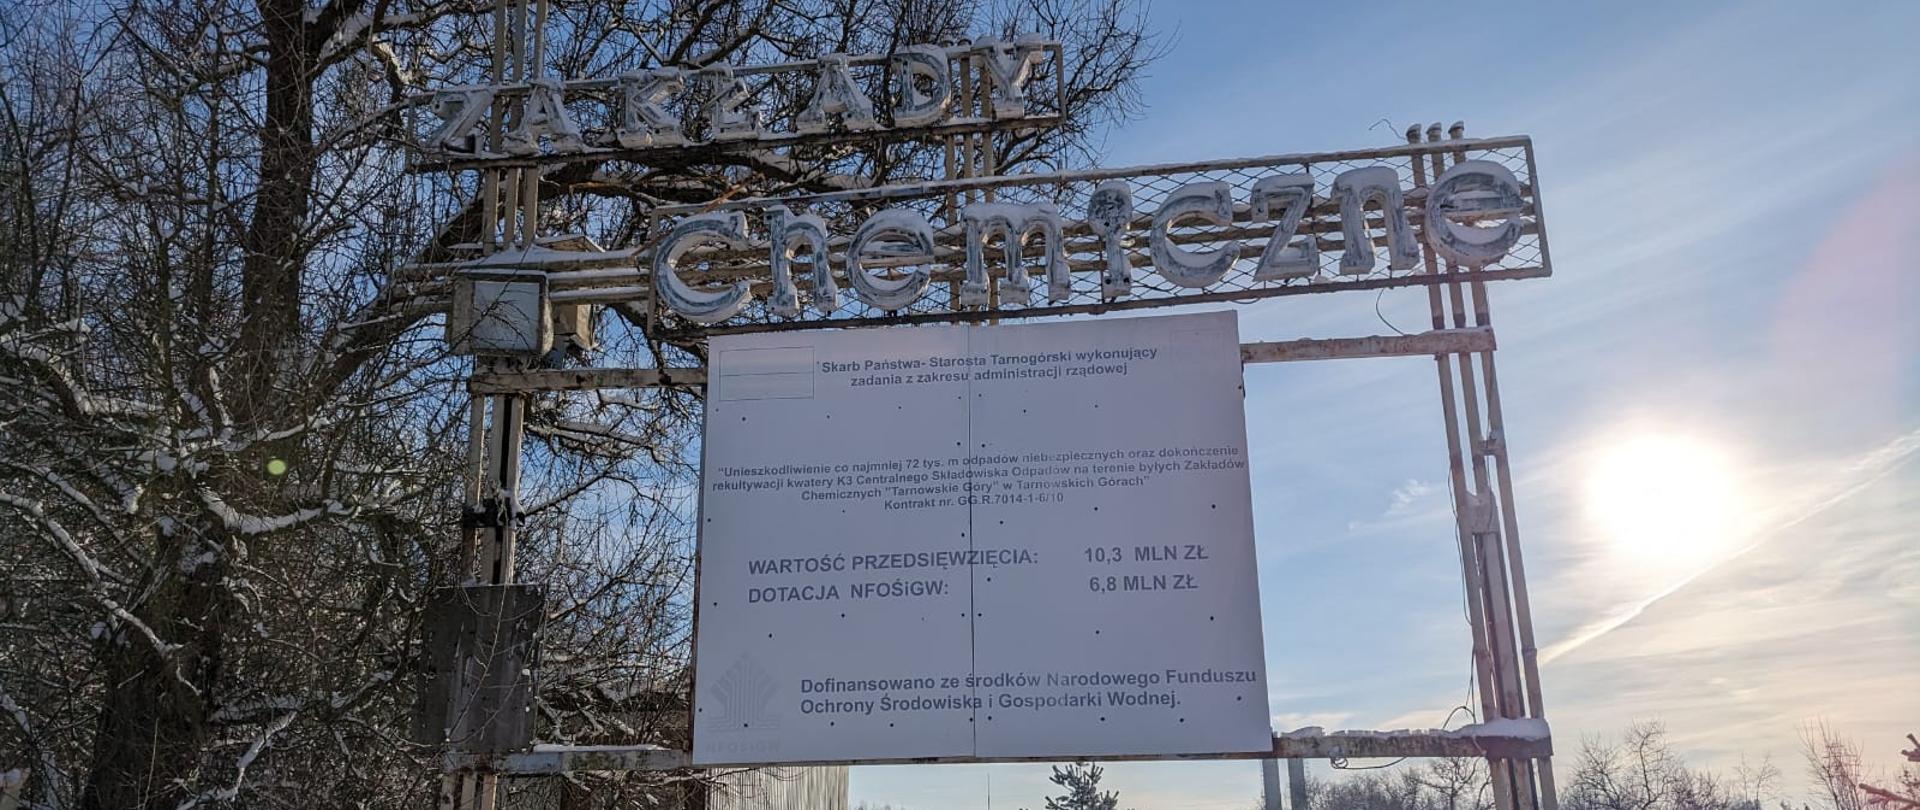 ZAKŁADY
chemiczne
Skarb Państwa- Starosta Tarnogórski wykonujący
zadania z zakresu administracji rządowej
"Unieszkodliwienie co najmniej 72 tys. m odpadów niebezpiecznych oraz dokończenie
rekultywacji kwatery K3 Centralnego Składowiska Odpadów na terenie byłych Zakładów
Chemicznych "Tarnowskie Góry" w Tarnowskich Górach"
Kontrakt nr. GG.R.7014-1-6/10
WARTOŚĆ PRZEDSIĘWZIĘCIA: 10,3 MLN ZŁ
DOTACJA NFOŚiGW: 6,8 MLN ZŁ
Dofinansowano ze środków Narodowego Funduszu
Ochrony Środowiska i Gospodarki Wodnej.
NFOŚiGW